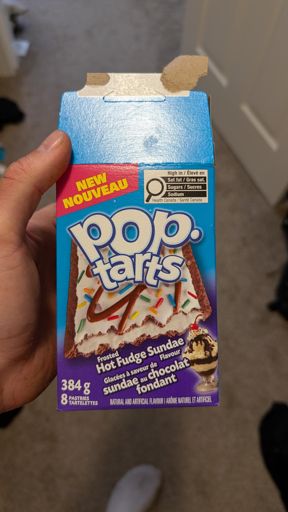 NEW
NOUVEAU
High in / Élevé en
Sat fat / Gras sat.
Sugars / Sucres
Sodium
Health Canada / Santé Canada
POP.
tarts
Frosted
Hot Fudge Sundae
Flavour
Glacées à saveur de
sundae au chocolat
fondant
384 g
8 PASTRIES
TARTELETTES
NATURAL AND ARTIFICIAL FLAVOUR / ARÔME NATUREL ET ARTIFICIEL